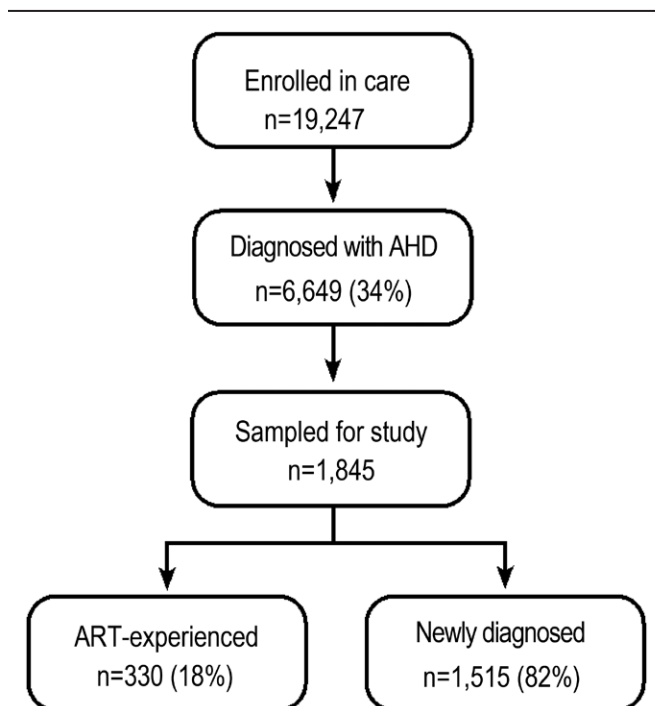 Enrolled in care
n=19,247
Diagnosed with AHD
n=6,649 (34%)
Sampled for study
n=1,845
ART-experienced
n=330 (18%)
Newly diagnosed
n=1,515 (82%)